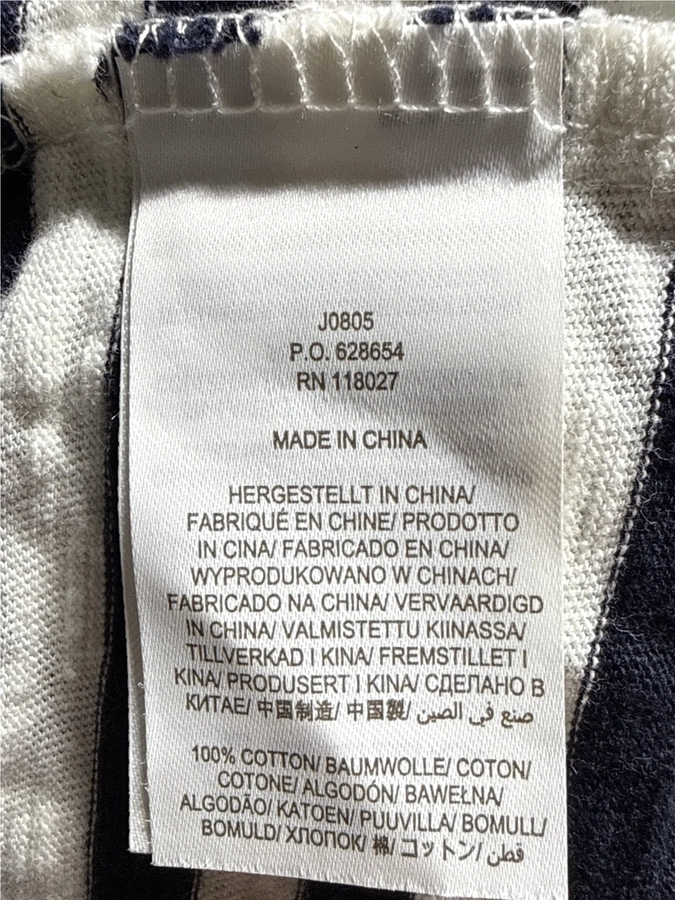 J0805
P.O. 628654
RN 118027
MADE IN CHINA
HERGESTELLT IN CHINA/
FABRIQUÉ EN CHINE/ PRODOTTO
IN CINA/ FABRICADO EN CHINA/
WYPRODUKOWANO W CHINACH/
FABRICADO NA CHINA/ VERVAARDIGD
IN CHINA/ VALMISTETTU KIINASSA/
TILLVERKAD I KINA/ FREMSTILLET I
KINA/ PRODUSERT I KINA/ СДЕЛАНО В
КИТАЕ/ 中国制造/ 中国製/ صنع في الصين
100% COTTON/ BAUMWOLLE/ COTON/
COTONE/ ALGODÓN/ BAWEŁNA/
ALGODÃO/ KATOEN/ PUUVILLA/ BOMULL/
BOMULD/ ХЛОПОК/ 棉/ コットン/ قطن